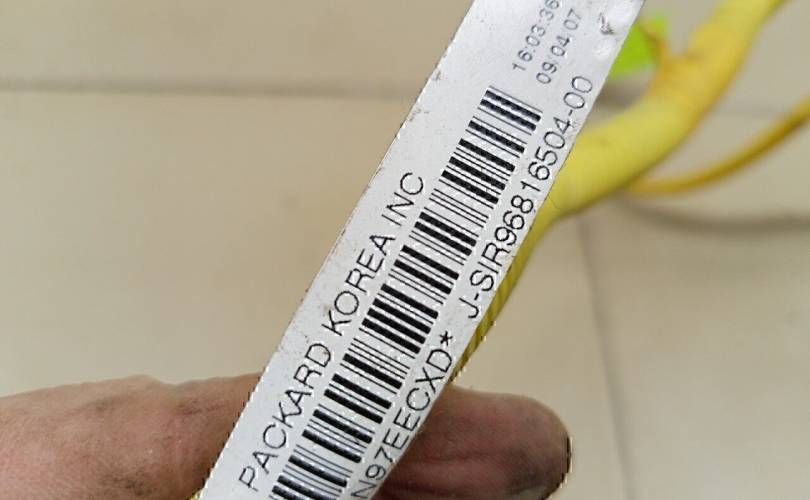 PACKARD KOREA INC
16:03:36
09/04/07
N97EECXD* J-SIR96816504-00